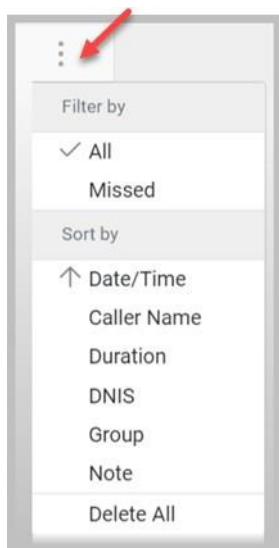 Filter by
All
Missed
Sort by
Date/Time
Caller Name
Duration
DNIS
Group
Note
Delete All